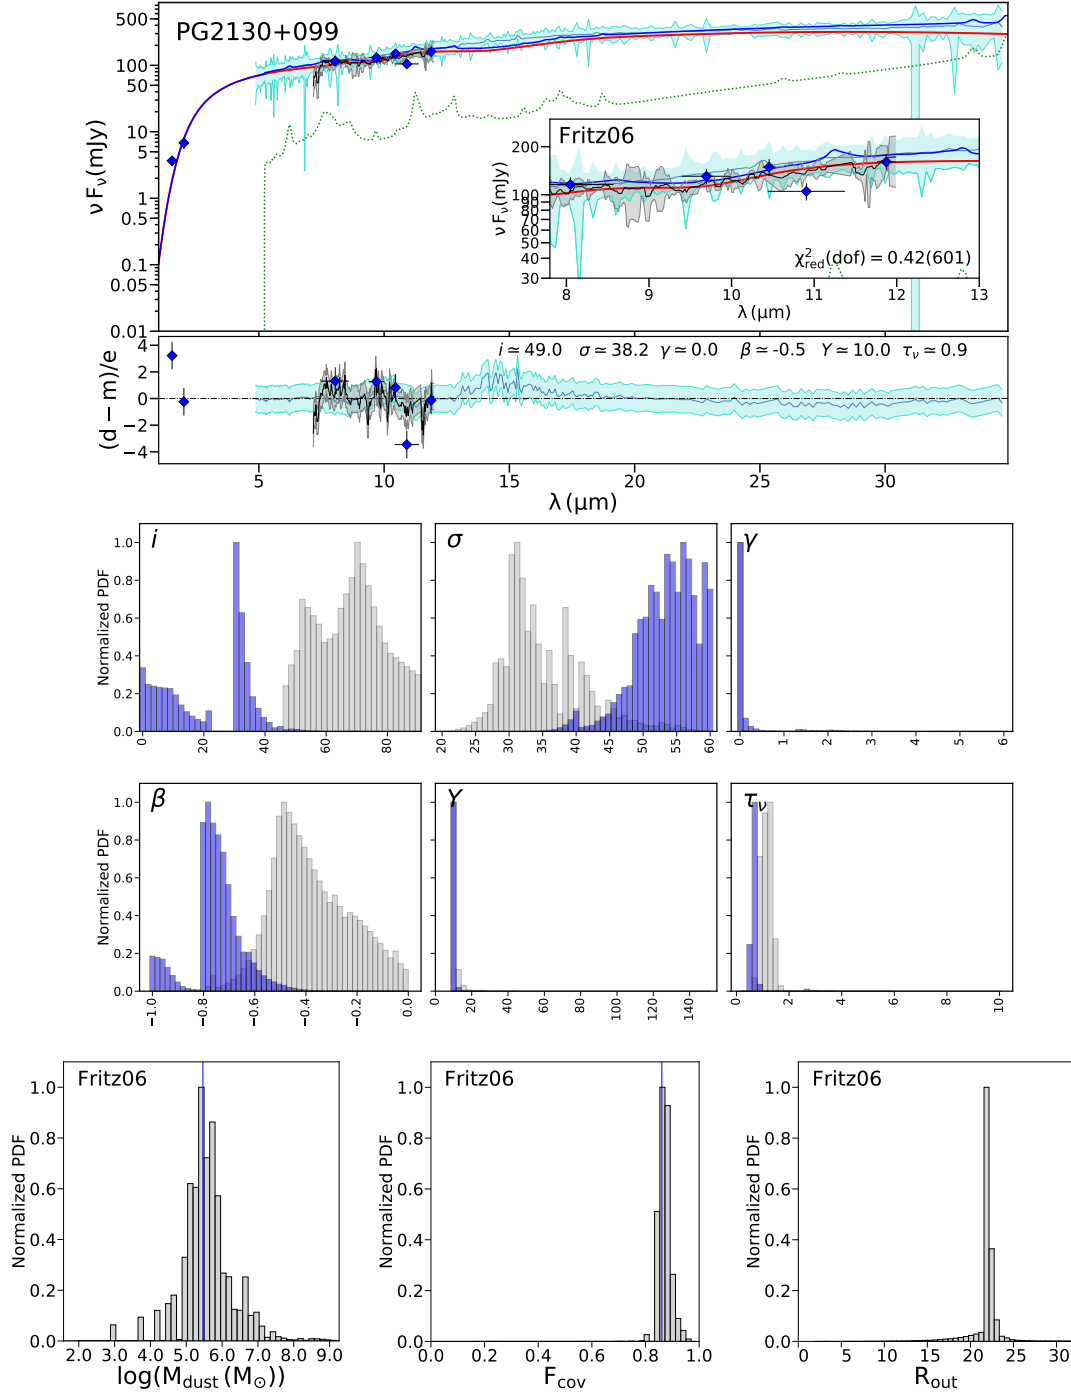 PG2130+099
500
100
50
10
5
1
0.5
0.1
0.05
0.01
ν Fν(mJy)
Fritz06
200
100
90
80
70
60
50
40
30
ν Fν(mJy)
χ²red(dof) = 0.42(601)
8 9 10 11 12 13
λ (μm)
i ≃ 49.0 σ ≃ 38.2 γ ≃ 0.0 β ≃ -0.5 Y ≃ 10.0 τν ≃ 0.9
4
2
0
−2
−4
(d − m)/e
5 10 15 20 25 30
λ (μm)
i σ γ
1.0
0.8
0.6
0.4
0.2
0.0
Normalized PDF
0 20 40 60 80
20 25 30 35 40 45 50 55 60
0 1 2 3 4 5 6
β Y τν
1.0
0.8
0.6
0.4
0.2
0.0
Normalized PDF
−1.0 −0.8 −0.6 −0.4 −0.2 0.0
0 20 40 60 80 100 120 140
0 2 4 6 8 10
Fritz06 Fritz06 Fritz06
1.0 1.0 1.0
0.8 0.8 0.8
0.6 0.6 0.6
0.4 0.4 0.4
0.2 0.2 0.2
0.0 0.0 0.0
Normalized PDF Normalized PDF Normalized PDF
2.0 3.0 4.0 5.0 6.0 7.0 8.0 9.0
0.0 0.2 0.4 0.6 0.8 1.0
0 5 10 15 20 25 30
log(Mdust (M⊙)) Fcov Rout